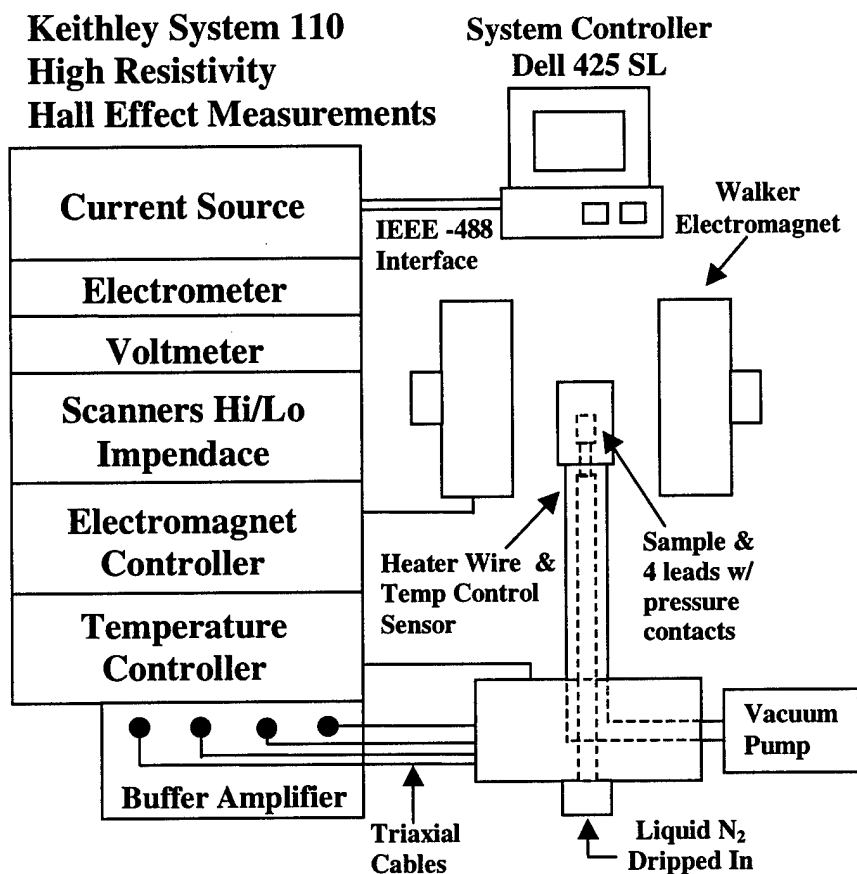 Keithley System 110
High Resistivity
Hall Effect Measurements
System Controller
Dell 425 SL
Current Source
IEEE -488
Interface
Walker
Electromagnet
Electrometer
Voltmeter
Scanners Hi/Lo
Impendace
Electromagnet
Controller
Heater Wire &
Temp Control
Sensor
Sample &
4 leads w/
pressure
contacts
Temperature
Controller
Vacuum
Pump
Buffer Amplifier
Triaxial
Cables
Liquid N₂
Dripped In